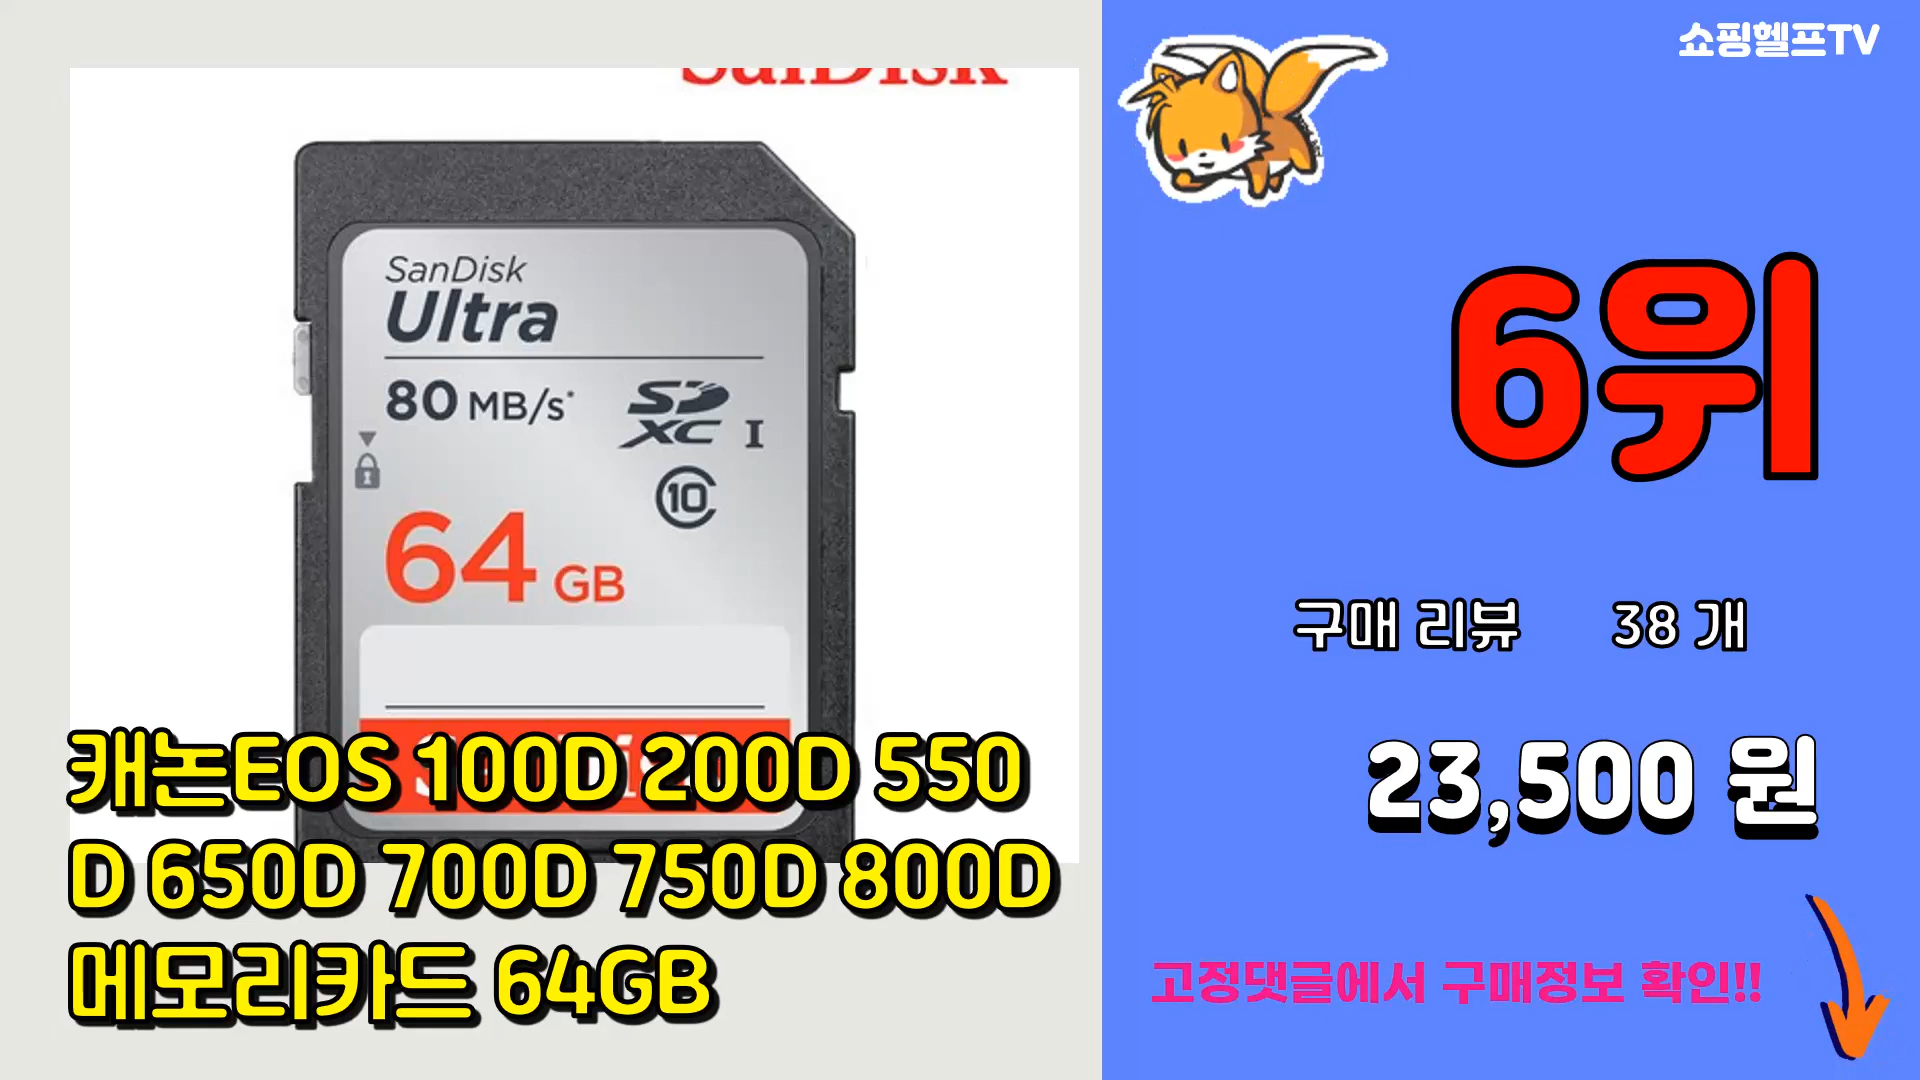 SanDisk
SanDisk
Ultra
80 MB/s*
SD
XC I
10
64 GB
캐논EOS 100D 200D 550
D 650D 700D 750D 800D
메모리카드 64GB
쇼핑헬프TV
6위
구매 리뷰 38 개
23,500 원
고정댓글에서 구매정보 확인!!